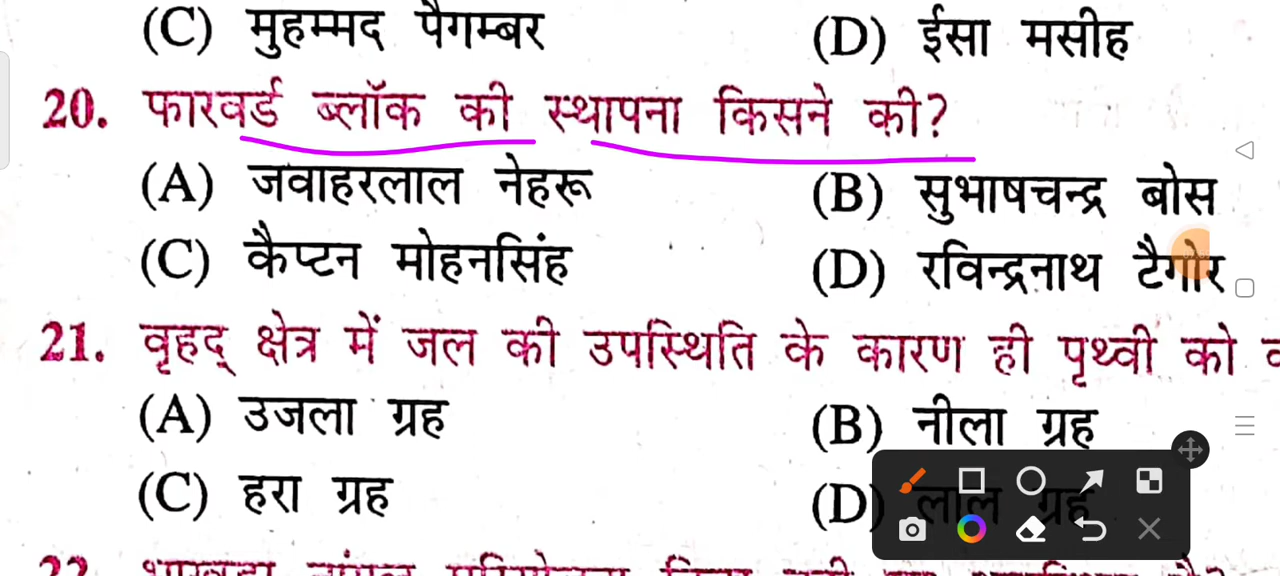 (C) मुहम्मद पैगम्बर (D) ईसा मसीह
20. फारवर्ड ब्लॉक की स्थापना किसने की?
(A) जवाहरलाल नेहरू (B) सुभाषचन्द्र बोस
(C) कैप्टन मोहनसिंह (D) रविन्द्रनाथ टैगोर
21. वृहद् क्षेत्र में जल की उपस्थिति के कारण ही पृथ्वी को
(A) उजला ग्रह (B) नीला ग्रह
(C) हरा ग्रह (D) लाल ग्रह